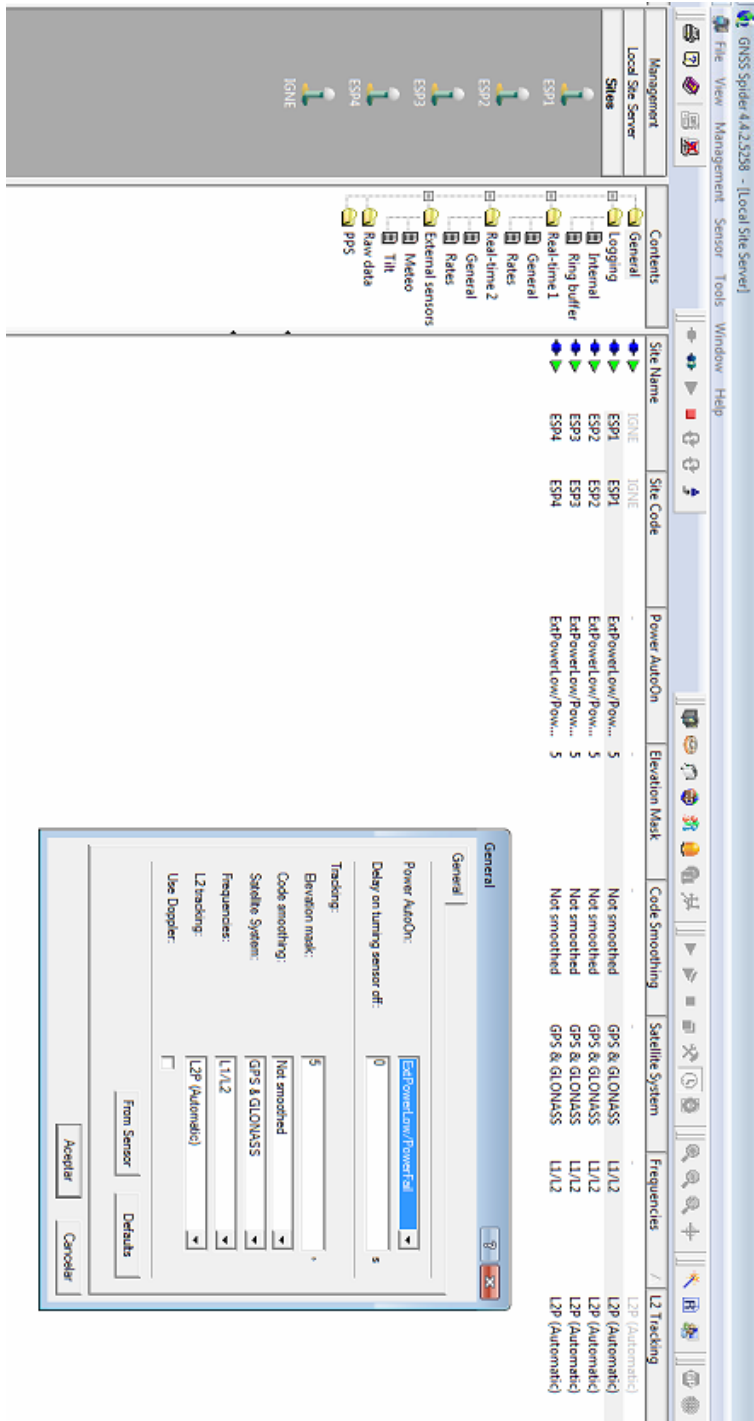 GNSS Spider 4.4.2.5258 - [Local Site Server]
File View Management Sensor Tools Window Help
Management
Local Site Server
Sites
ESP1
ESP2
ESP3
ESP4
IGNE
Contents
General
Logging
Internal
Ring buffer
Real-time 1
General
Rates
Real-time 2
General
Rates
External sensors
Meteo
Tilt
Raw data
PPS
Site Name Site Code Power AutoOn Elevation Mask Code Smoothing Satellite System Frequencies / L2 Tracking
IGNE IGNE - - - - - L2P (Automatic)
ESP1 ESP1 ExtPowerLow/Pow... 5 Not smoothed GPS & GLONASS L1/L2 L2P (Automatic)
ESP2 ESP2 ExtPowerLow/Pow... 5 Not smoothed GPS & GLONASS L1/L2 L2P (Automatic)
ESP3 ESP3 ExtPowerLow/Pow... 5 Not smoothed GPS & GLONASS L1/L2 L2P (Automatic)
ESP4 ESP4 ExtPowerLow/Pow... 5 Not smoothed GPS & GLONASS L1/L2 L2P (Automatic)
General
General
Power AutoOn: ExtPowerLow/PowerFail
Delay on turning sensor off: 0 s
Tracking:
Elevation mask: 5 °
Code smoothing: Not smoothed
Satellite System: GPS & GLONASS
Frequencies: L1/L2
L2 tracking: L2P (Automatic)
Use Doppler:
From Sensor Defaults
Aceptar Cancelar